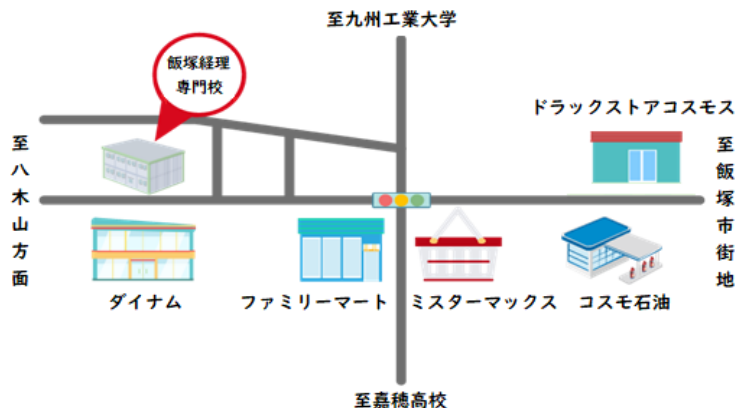 至九州工業大学
飯塚経理
専門校
ドラックストアコスモス
至八木山方面
至飯塚市街地
ダイナム
ファミリーマート
ミスターマックス
コスモ石油
至嘉穂高校